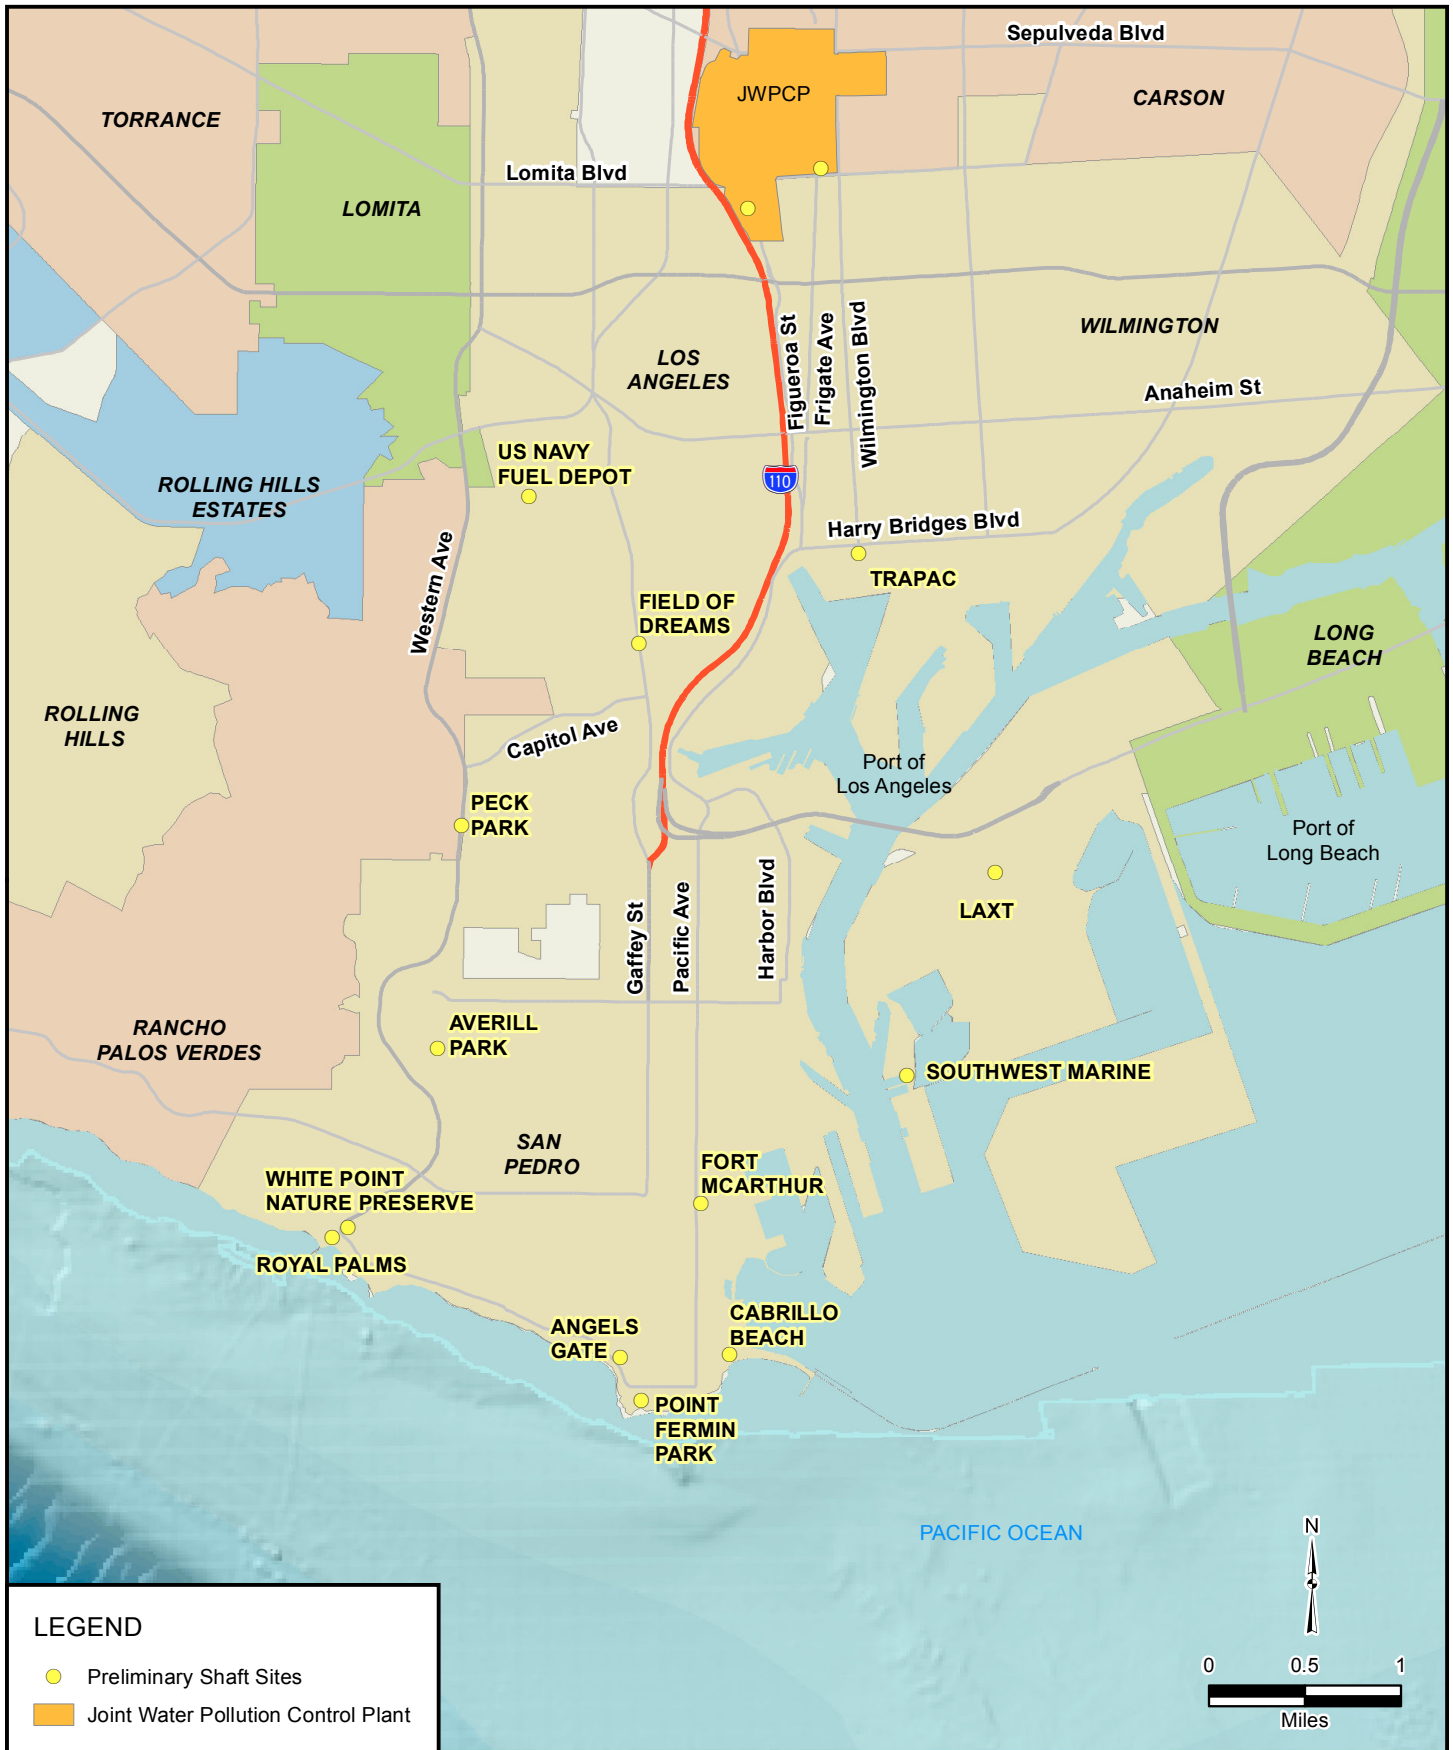 Sepulveda Blvd
JWPCP
CARSON
TORRANCE
Lomita Blvd
LOMITA
WILMINGTON
Figueroa St
Frigate Ave
Wilmington Blvd
LOS
ANGELES
Anaheim St
US NAVY
FUEL DEPOT
110
ROLLING HILLS
ESTATES
Harry Bridges Blvd
TRAPAC
Western Ave
FIELD OF
DREAMS
LONG
BEACH
ROLLING
HILLS
Capitol Ave
Port of
Los Angeles
PECK
PARK
Port of
Long Beach
LAXT
Gaffey St
Pacific Ave
Harbor Blvd
RANCHO
PALOS VERDES
AVERILL
PARK
SOUTHWEST MARINE
SAN
PEDRO
FORT
MCARTHUR
WHITE POINT
NATURE PRESERVE
ROYAL PALMS
ANGELS
GATE
CABRILLO
BEACH
POINT
FERMIN
PARK
PACIFIC OCEAN
N
0 0.5 1
Miles
LEGEND
Preliminary Shaft Sites
Joint Water Pollution Control Plant